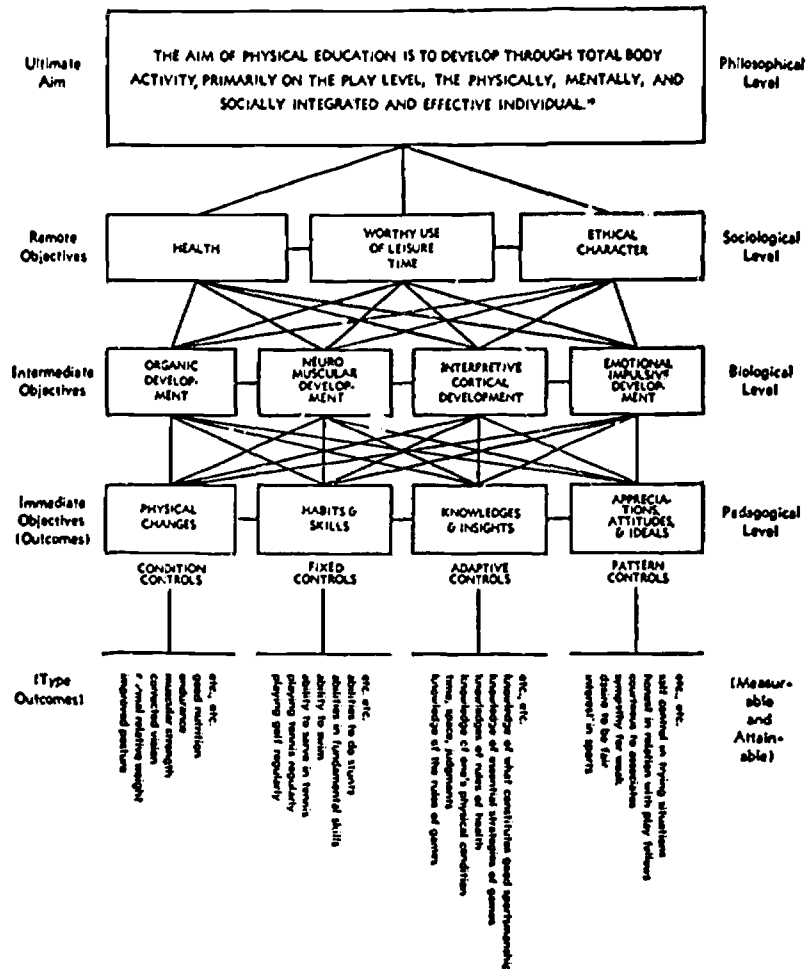 Ultimate
Aim
THE AIM OF PHYSICAL EDUCATION IS TO DEVELOP THROUGH TOTAL BODY
ACTIVITY, PRIMARILY ON THE PLAY LEVEL, THE PHYSICALLY, MENTALLY, AND
SOCIALLY INTEGRATED AND EFFECTIVE INDIVIDUAL.*
Philosophical
Level
Remote
Objectives
HEALTH
WORTHY USE
OF LEISURE
TIME
ETHICAL
CHARACTER
Sociological
Level
Intermediate
Objectives
ORGANIC
DEVELOP-
MENT
NEURO
MUSCULAR
DEVELOP-
MENT
INTERPRETIVE
CORTICAL
DEVELOPMENT
EMOTIONAL
IMPULSIVE
DEVELOP-
MENT
Biological
Level
Immediate
Objectives
(Outcomes)
PHYSICAL
CHANGES
HABITS &
SKILLS
KNOWLEDGES
& INSIGHTS
APPRECIA-
TIONS,
ATTITUDES,
& IDEALS
Pedagogical
Level
CONDITION
CONTROLS
FIXED
CONTROLS
ADAPTIVE
CONTROLS
PATTERN
CONTROLS
(Type
Outcomes)
etc., etc.
good nutrition
endurance
muscular strength
corrected vision
relative weight
improved posture
etc. etc.
abilities to do stunts
abilities in fundamental skills
ability to swim
ability to serve in tennis
playing tennis regularly
playing golf regularly
etc. etc.
knowledge of what constitutes good sportsmanship
knowledge of essential strategies of games
knowledges of rules of health
knowledge of one's physical condition
time, space, judgments
knowledge of the rules of games
etc., etc.
self control in trying situations
honest in relation with play fellows
courteous to associates
sympathy for weak
desire to be fair
interest in sports
(Measur-
able
and
Attain-
able)